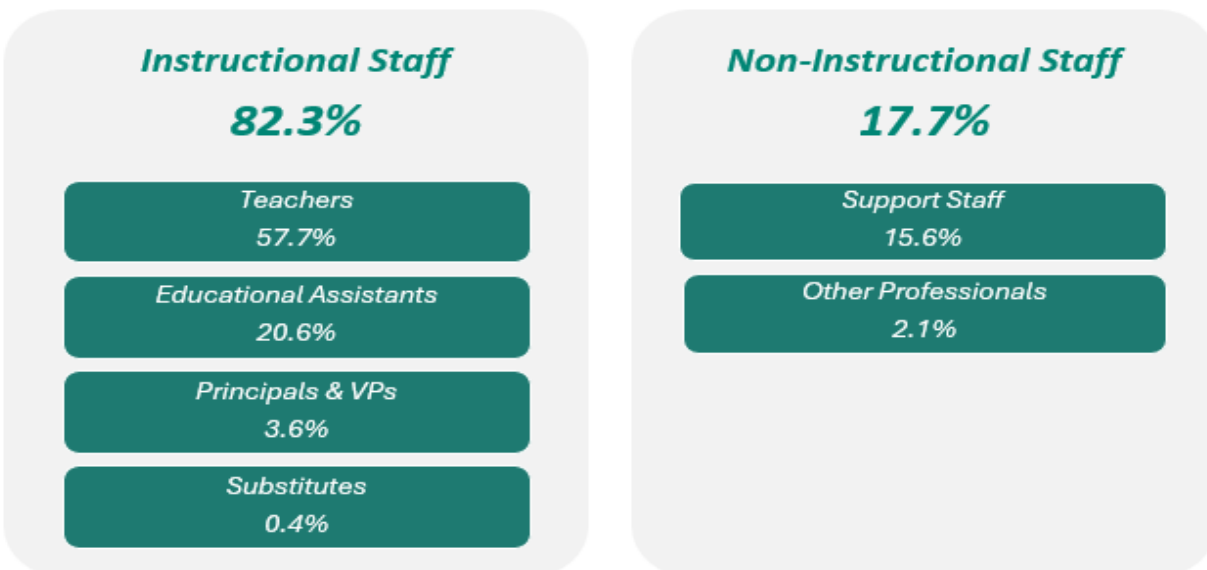 Instructional Staff
82.3%
Teachers
57.7%
Educational Assistants
20.6%
Principals & VPs
3.6%
Substitutes
0.4%
Non-Instructional Staff
17.7%
Support Staff
15.6%
Other Professionals
2.1%